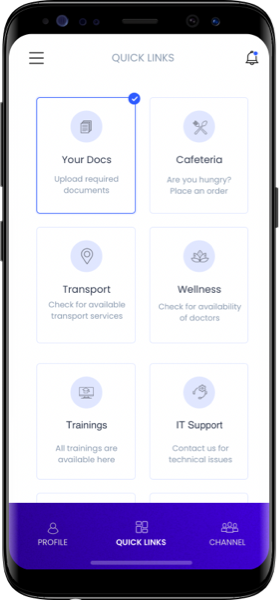 QUICK LINKS
Your Docs
Upload required
documents
Cafeteria
Are you hungry?
Place an order
Transport
Check for available
transport services
Wellness
Check for availability
of doctors
Trainings
All trainings are
available here
IT Support
Contact us for
technical issues
PROFILE
QUICK LINKS
CHANNEL